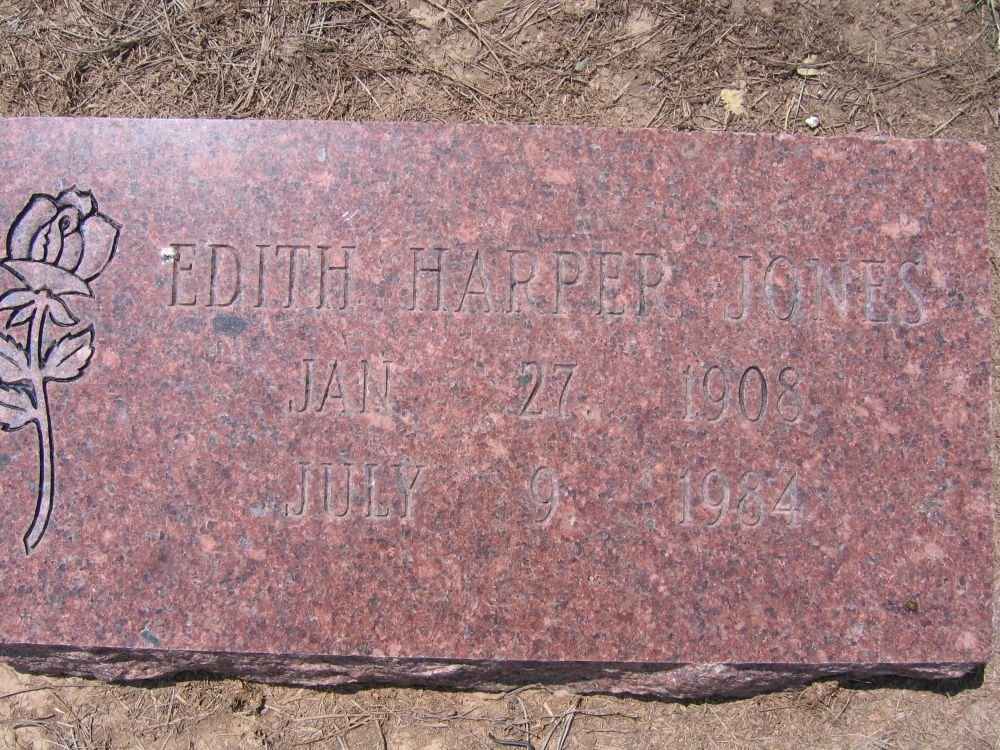 EDITH HARPER JONES
JAN 27, 1908
JULY 9, 1984